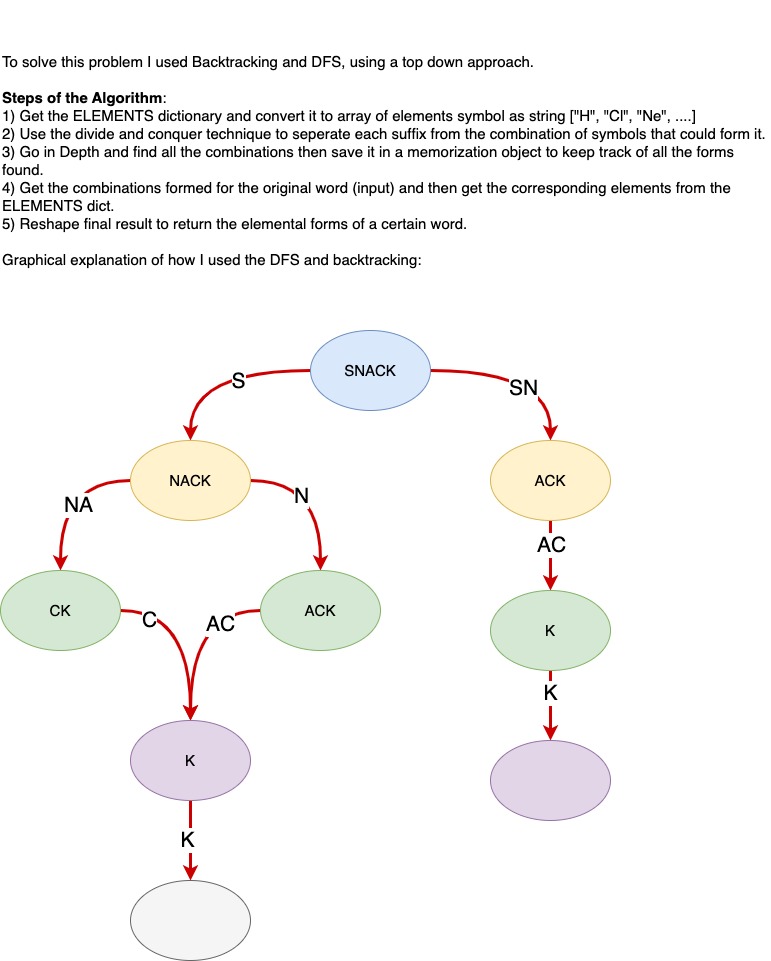 To solve this problem I used Backtracking and DFS, using a top down approach.
Steps of the Algorithm:
1) Get the ELEMENTS dictionary and convert it to array of elements symbol as string ["H", "Cl", "Ne", ....]
2) Use the divide and conquer technique to seperate each suffix from the combination of symbols that could form it.
3) Go in Depth and find all the combinations then save it in a memorization object to keep track of all the forms
found.
4) Get the combinations formed for the original word (input) and then get the corresponding elements from the
ELEMENTS dict.
5) Reshape final result to return the elemental forms of a certain word.
Graphical explanation of how I used the DFS and backtracking:
SNACK
S
SN
NACK
ACK
NA
N
AC
CK
ACK
K
C
AC
K
K
K